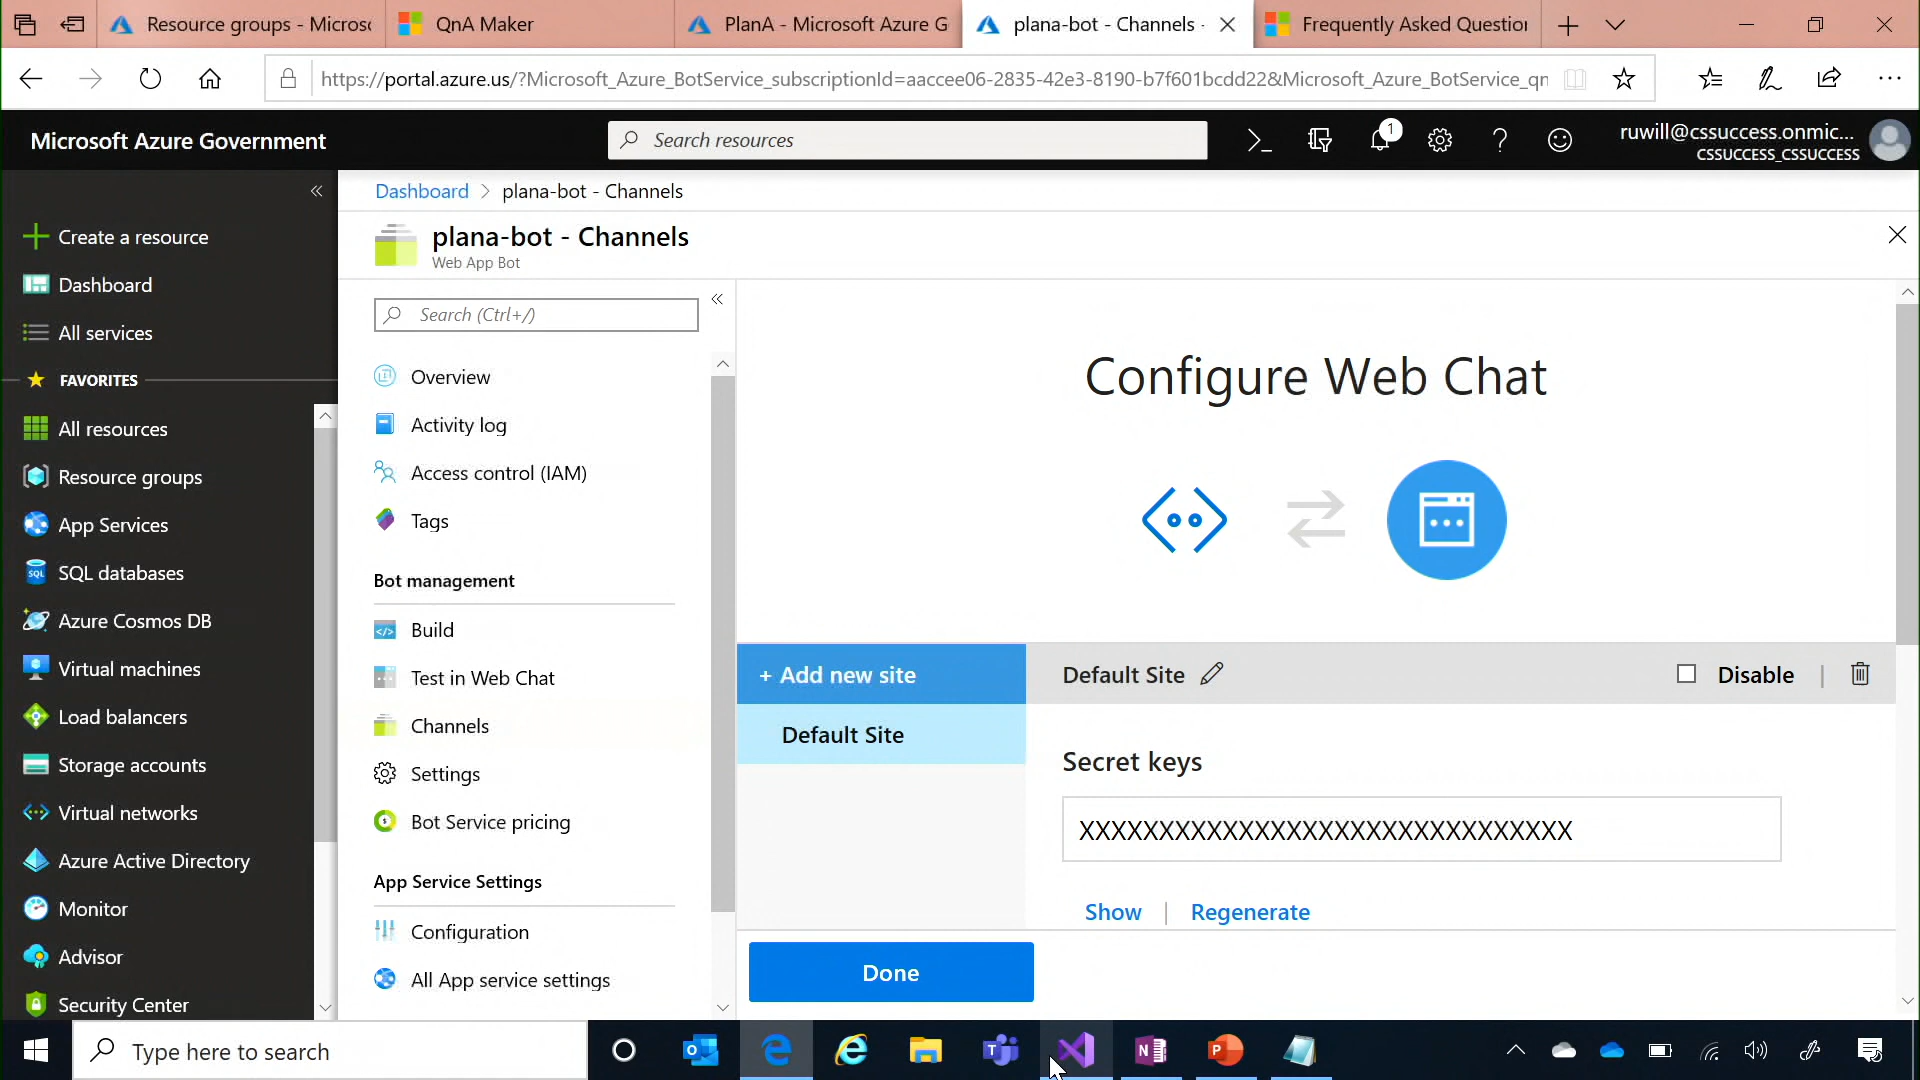 Resource groups - Microsc
QnA Maker
PlanA - Microsoft Azure G
plana-bot - Channels -
Frequently Asked Question
https://portal.azure.us/?Microsoft_Azure_BotService_subscriptionId=aaccee06-2835-42e3-8190-b7f601bcdd22&Microsoft_Azure_BotService_qn
Microsoft Azure Government
Search resources
1
ruwill@cssuccess.onmic...
CSSUCCESS_CSSUCCESS
Create a resource
Dashboard
All services
FAVORITES
All resources
Resource groups
App Services
SQL
SQL databases
Azure Cosmos DB
Virtual machines
Load balancers
Storage accounts
Virtual networks
Azure Active Directory
Monitor
Advisor
Security Center
Dashboard > plana-bot - Channels
plana-bot - Channels
Web App Bot
Search (Ctrl+/)
Overview
Activity log
Access control (IAM)
Tags
Bot management
Build
Test in Web Chat
Channels
Settings
Bot Service pricing
App Service Settings
Configuration
All App service settings
Configure Web Chat
+ Add new site
Default Site
Default Site
Disable
Secret keys
XXXXXXXXXXXXXXXXXXXXXXXXXXXXXXX
Show | Regenerate
Done
Type here to search